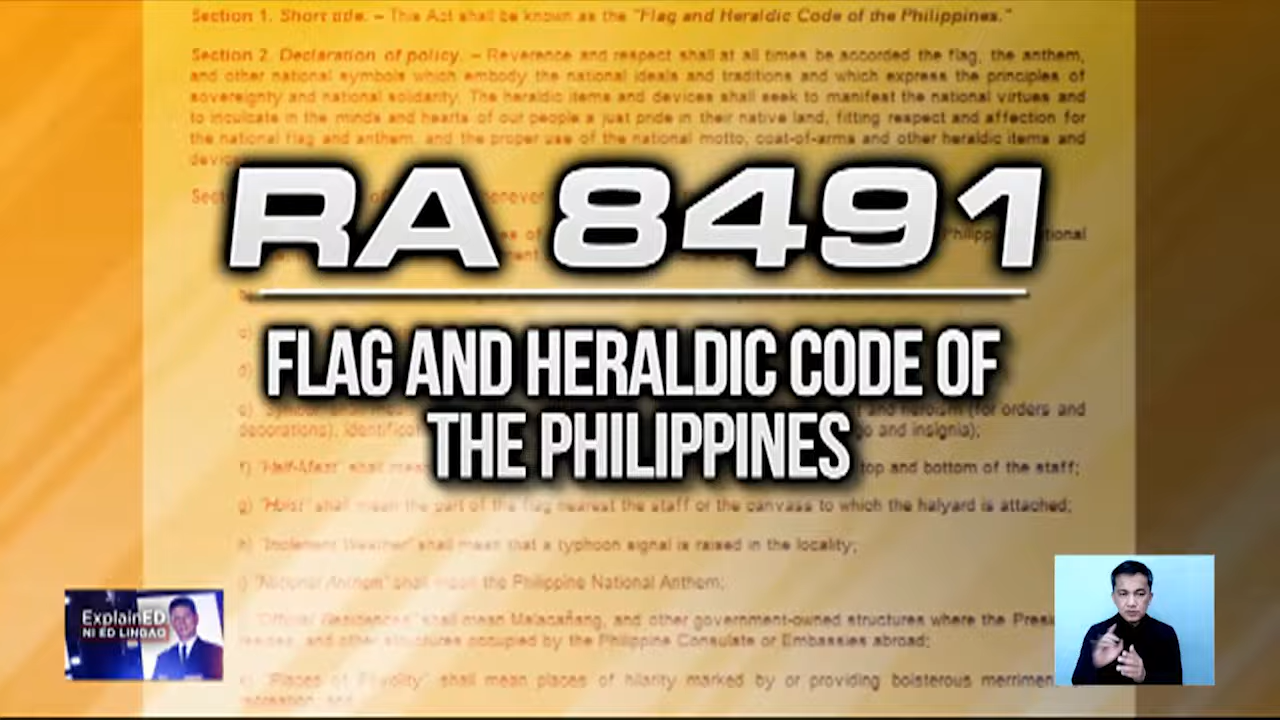 Section 1. Short title. – This Act shall be known as the "Flag and Heraldic Code of the Philippines."
Section 2. Declaration of policy. – Reverence and respect shall at all times be accorded the flag, the anthem,
and other national symbols which embody the national ideals and traditions and which express the principles of
sovereignty and national solidarity. The heraldic items and devices shall seek to manifest the national virtues and
to inculcate in the minds and hearts of our people a just pride in their native land, fitting respect and affection for
the national flag and anthem, and the proper use of the national motto, coat-of-arms and other heraldic items and
RA 8491
FLAG AND HERALDIC CODE OF
THE PHILIPPINES
and heroism (for orders and
decorations), and insignia);
f) "Half-Mast" shall mean top and bottom of the staff;
g) "Hoist" shall mean the part of the flag nearest the staff or the canvass to which the halyard is attached;
h) "Inclement Weather" shall mean that a typhoon signal is raised in the locality;
i) "National Anthem" shall mean the Philippine National Anthem;
"Official Residences" shall mean Malacañang, and other government-owned structures where the
and other structures occupied by the Philippine Consulate or Embassies abroad;
"Places of Frivolity" shall mean places of hilarity marked by or providing boisterous merriment
ExplainED
NI ED LINGAO